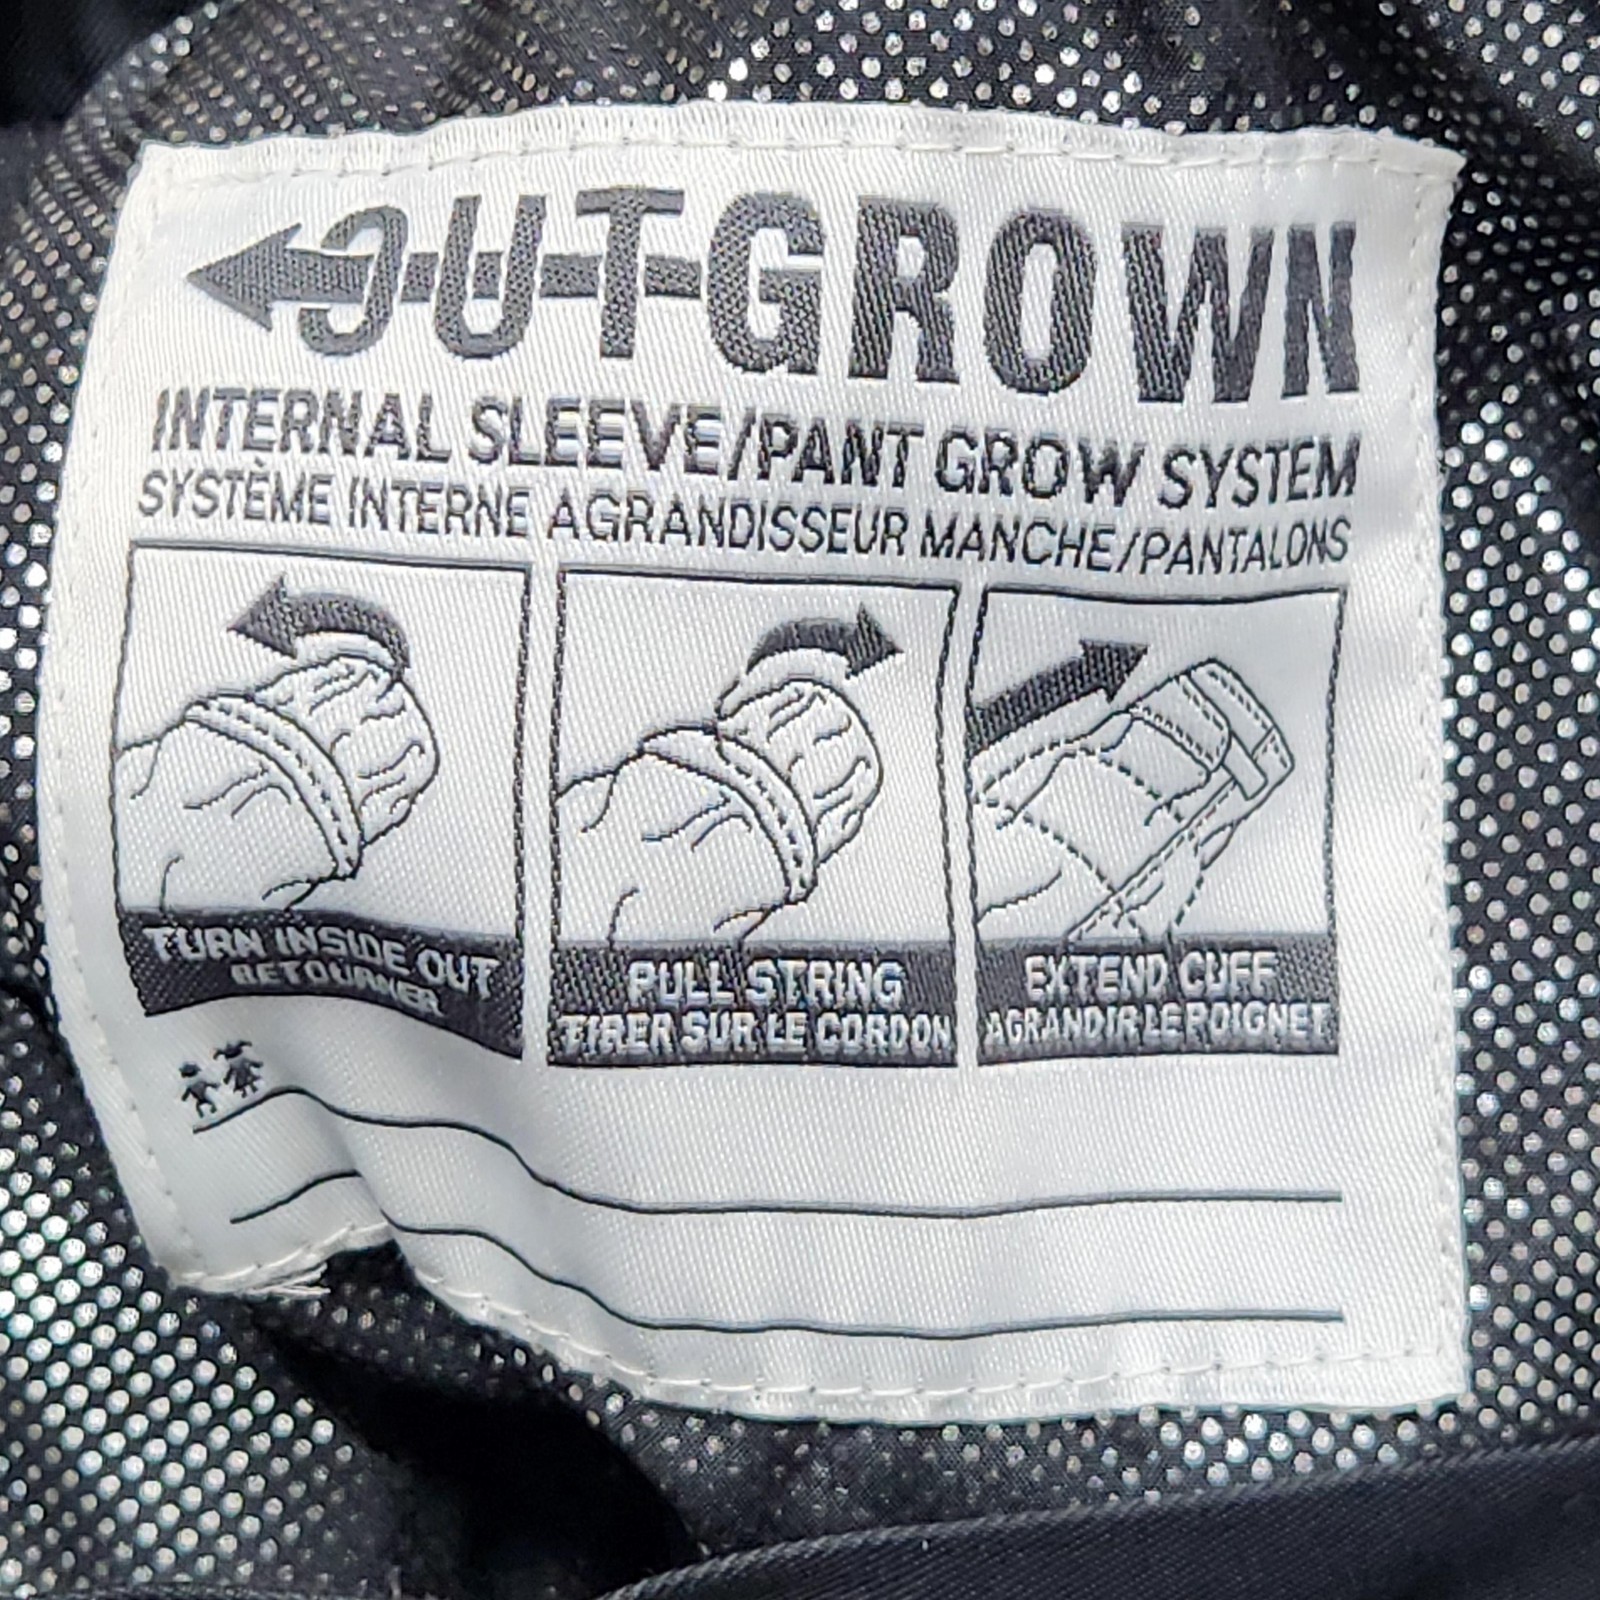 OUTGROWN
INTERNAL SLEEVE/PANT GROW SYSTEM
SYSTÈME INTERNE AGRANDISSEUR MANCHE/PANTALONS
TURN INSIDE OUT
RETOURNER
PULL STRING
TIRER SUR LE CORDON
EXTEND CUFF
AGRANDIR LE POIGNET